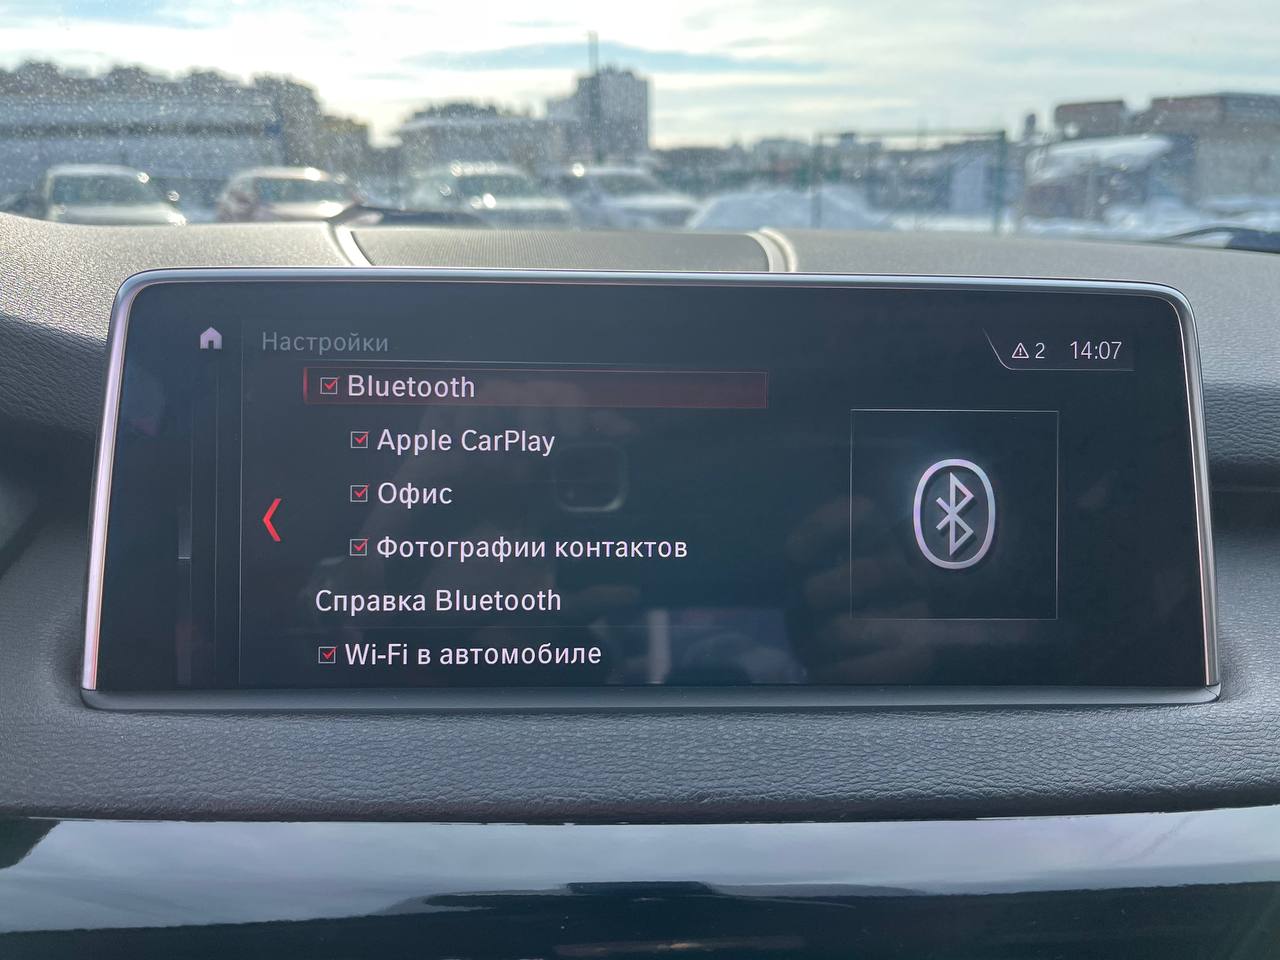 Настройки
2 14:07
Bluetooth
Apple CarPlay
Офис
Фотографии контактов
Справка Bluetooth
Wi-Fi в автомобиле